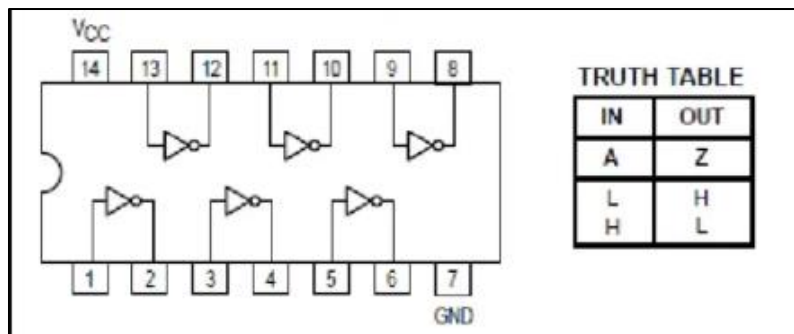 VCC
14 13 12 11 10 9 8
1 2 3 4 5 6 7
GND
TRUTH TABLE
IN OUT
A Z
L H
H L